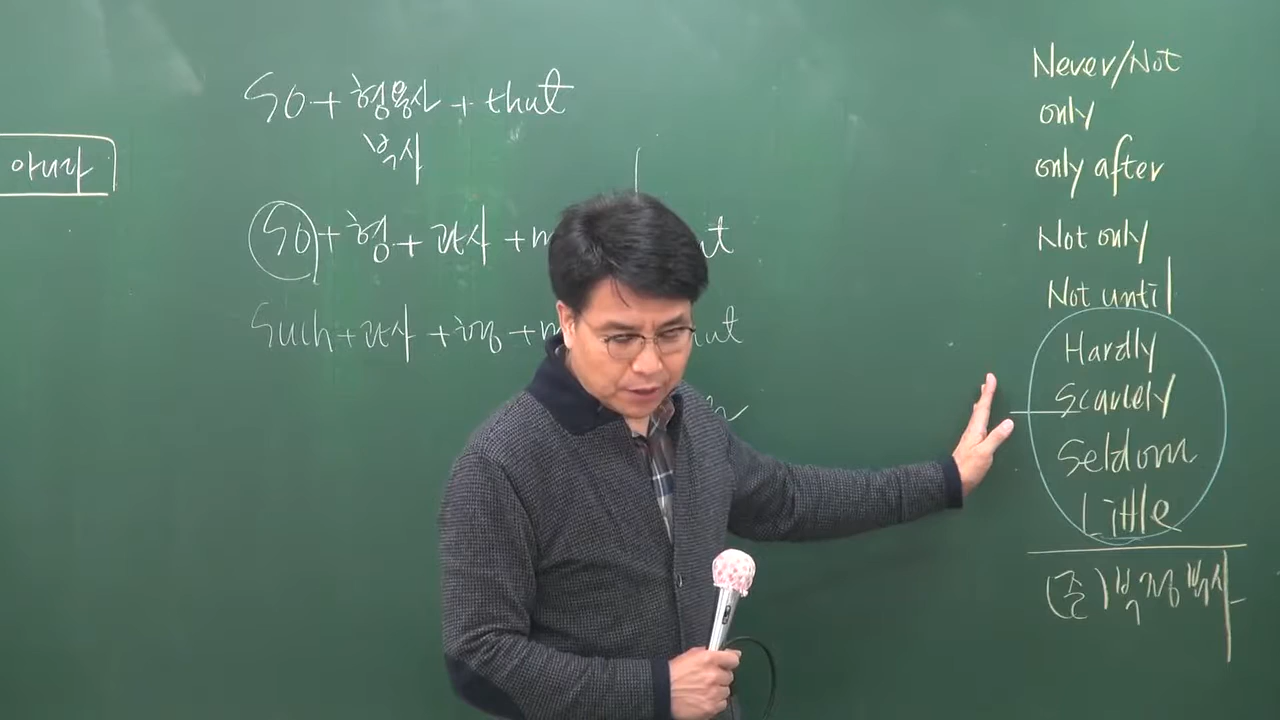 아니라
So + 형용사 + that
부사
So + 형 + 관사 + n
Such + 관사 + 형 +
Never/Not
only
only after
Not only
Not until
Hardly
Scarcely
Seldom
Little
(준)부정부사